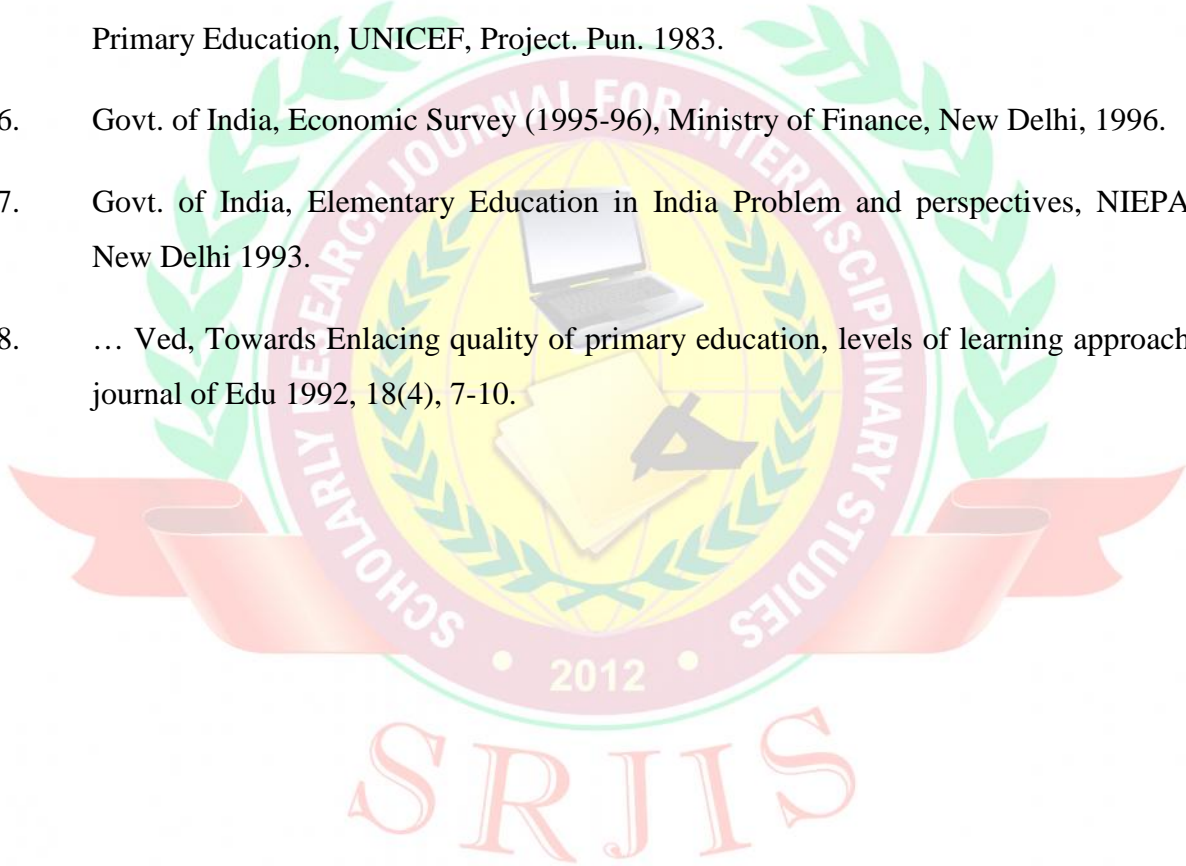 Primary Education, UNICEF, Project. Pun. 1983.
6. Govt. of India, Economic Survey (1995-96), Ministry of Finance, New Delhi, 1996.
7. Govt. of India, Elementary Education in India Problem and perspectives, NIEPA
New Delhi 1993.
8. … Ved, Towards Enlacing quality of primary education, levels of learning approach
journal of Edu 1992, 18(4), 7-10.
SCHOLARLY RESEARCH JOURNAL FOR INTERDISCIPLINARY STUDIES
• 2012 •
SRJIS